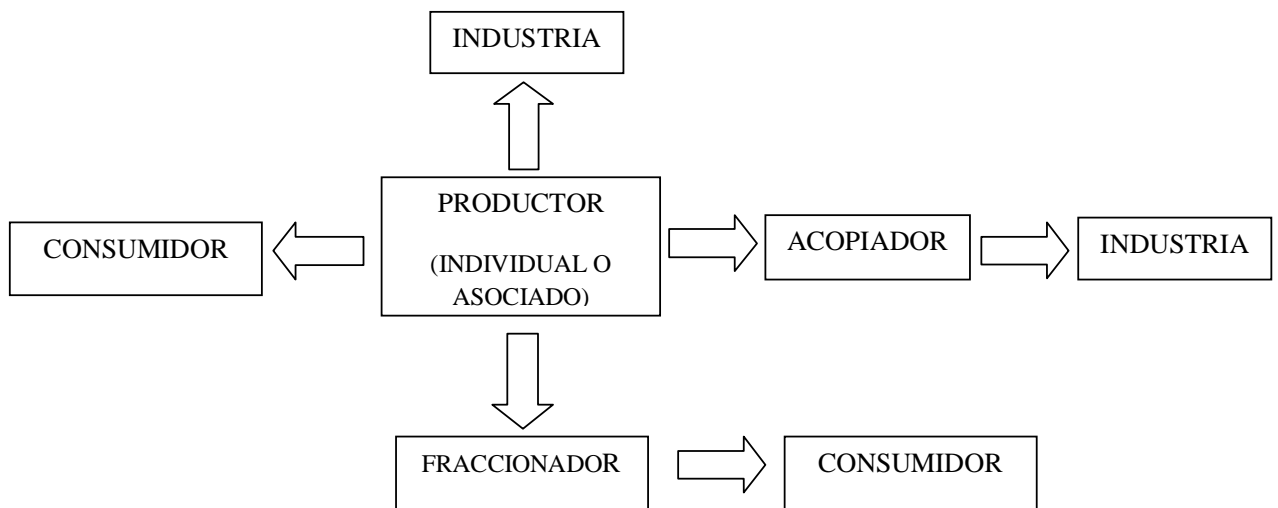 INDUSTRIA
PRODUCTOR
(INDIVIDUAL O
ASOCIADO)
CONSUMIDOR
ACOPIADOR
INDUSTRIA
FRACCIONADOR
CONSUMIDOR